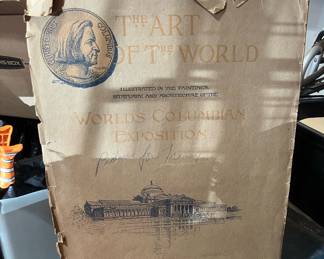 THE ART
OF THE WORLD
ILLUSTRATED IN THE PAINTINGS,
STATUARY, AND ARCHITECTURE OF THE
WORLD'S COLUMBIAN
EXPOSITION